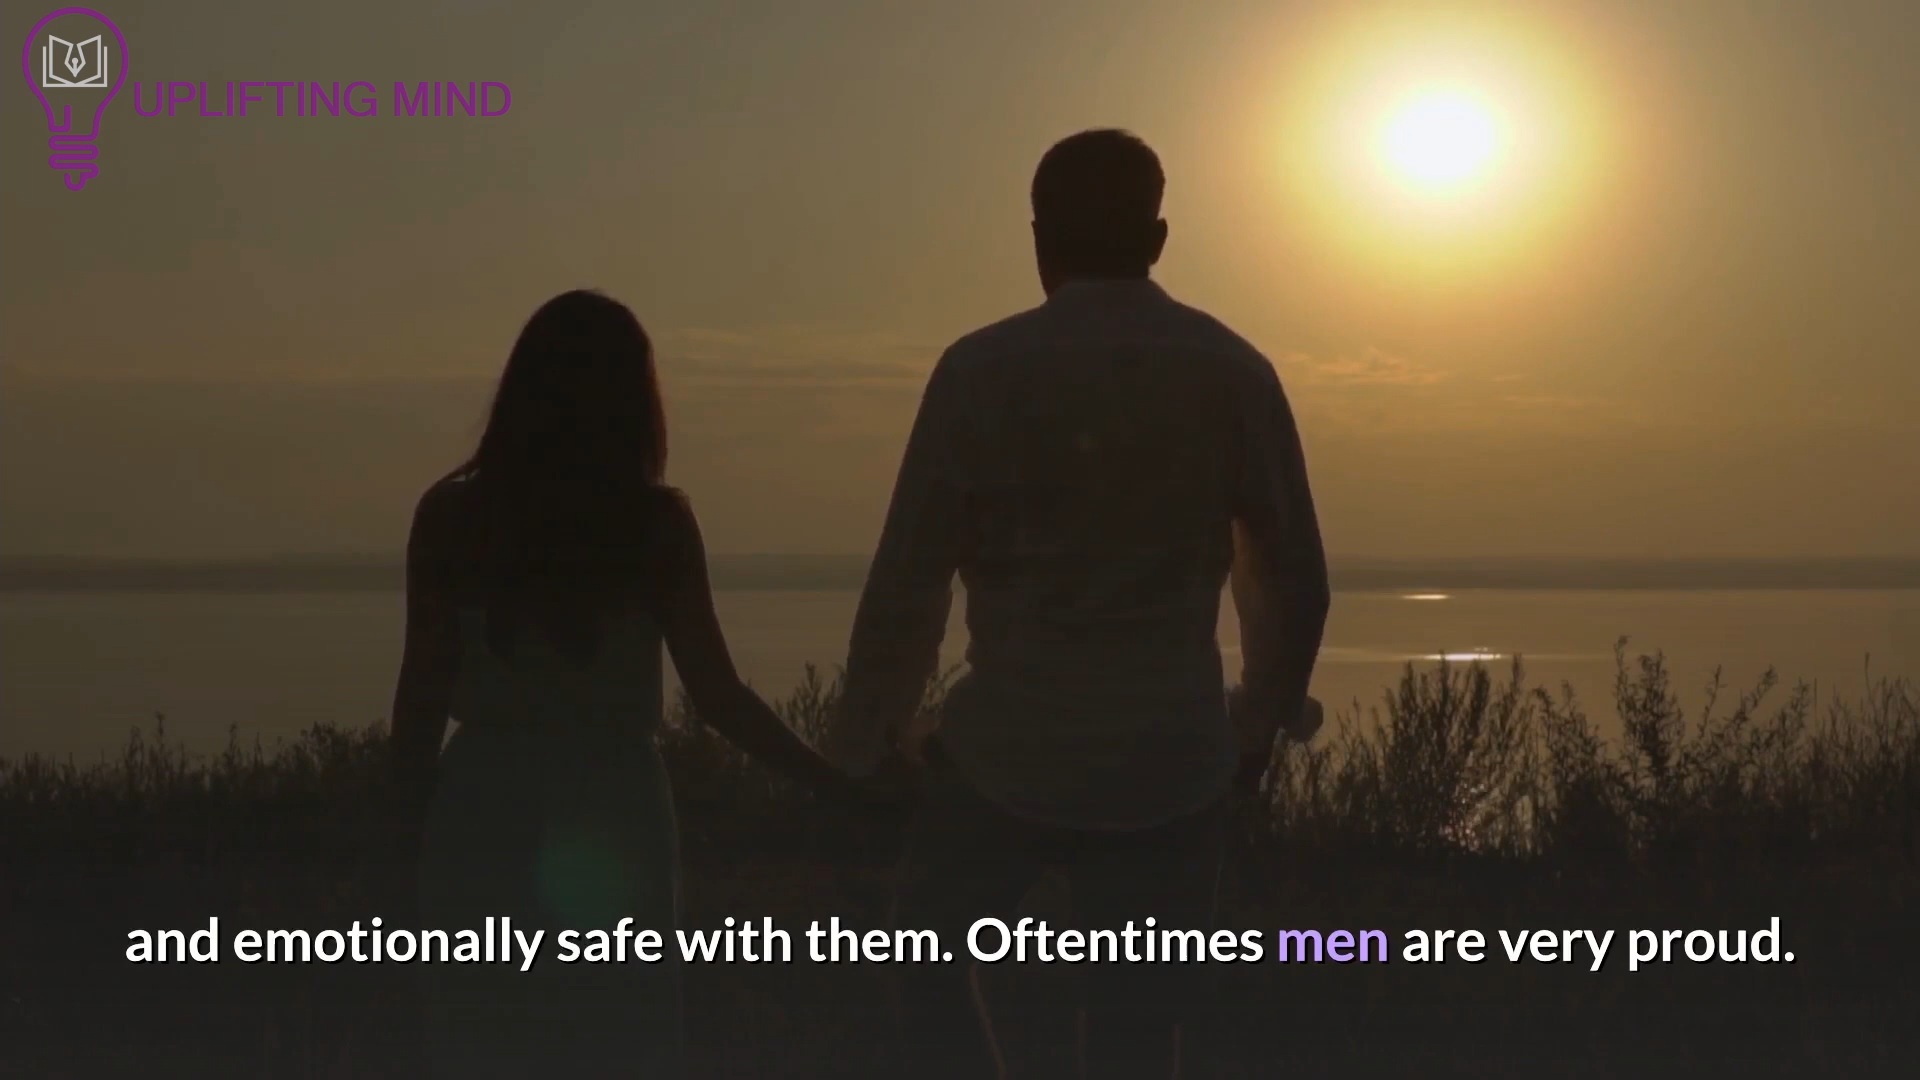 UPLIFTING MIND
and emotionally safe with them. Oftentimes men are very proud.